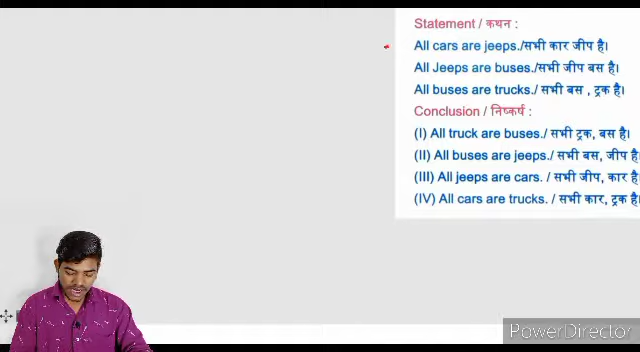 Statement / कथन :
All cars are jeeps./सभी कार जीप है।
All Jeeps are buses./सभी जीप बस है।
All buses are trucks./ सभी बस , ट्रक है।
Conclusion / निष्कर्ष :
(I) All truck are buses./ सभी ट्रक, बस है।
(II) All buses are jeeps./ सभी बस, जीप है।
(III) All jeeps are cars. / सभी जीप, कार है।
(IV) All cars are trucks. / सभी कार, ट्रक है।
PowerDirector